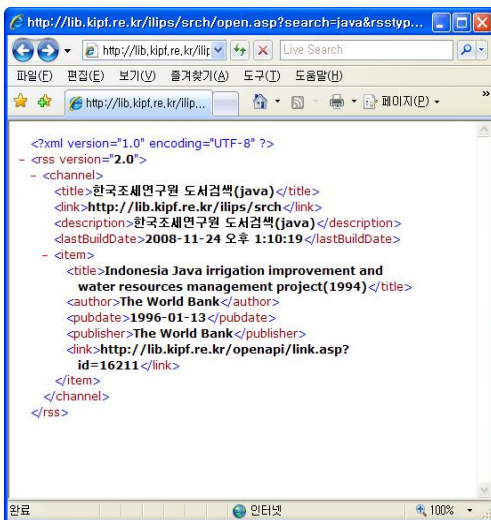 http://lib.kipf.re.kr/ilips/srch/open.asp?search=java&rsstyp...
http://lib.kipf.re.kr/ilip
Live Search
파일(F) 편집(E) 보기(V) 즐겨찾기(A) 도구(T) 도움말(H)
http://lib.kipf.re.kr/ilip... 페이지(P) »
<?xml version="1.0" encoding="UTF-8" ?>
- <rss version="2.0">
- <channel>
<title>한국조세연구원 도서검색(java)</title>
<link>http://lib.kipf.re.kr/ilips/srch</link>
<description>한국조세연구원 도서검색(java)</description>
<lastBuildDate>2008-11-24 오후 1:10:19</lastBuildDate>
- <item>
<title>Indonesia Java irrigation improvement and
water resources management project(1994)</title>
<author>The World Bank</author>
<pubdate>1996-01-13</pubdate>
<publisher>The World Bank</publisher>
<link>http://lib.kipf.re.kr/openapi/link.asp?
id=16211</link>
</item>
</channel>
</rss>
완료 인터넷 100%